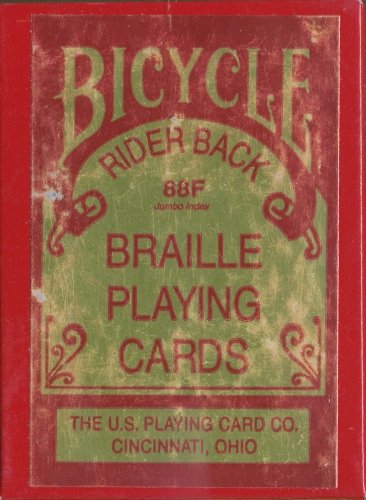 BICYCLE
RIDER BACK
88F
Jumbo Index
BRAILLE
PLAYING
CARDS
THE U.S. PLAYING CARD CO.
CINCINNATI, OHIO